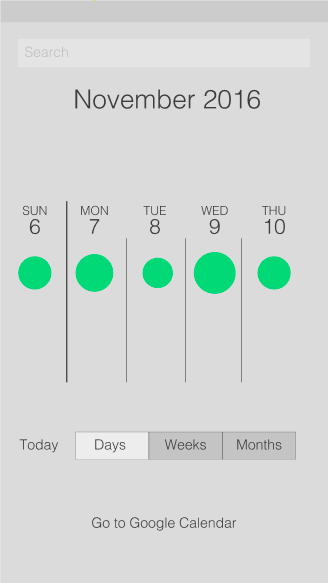 Search
November 2016
SUN MON TUE WED THU
6 7 8 9 10
Today Days Weeks Months
Go to Google Calendar